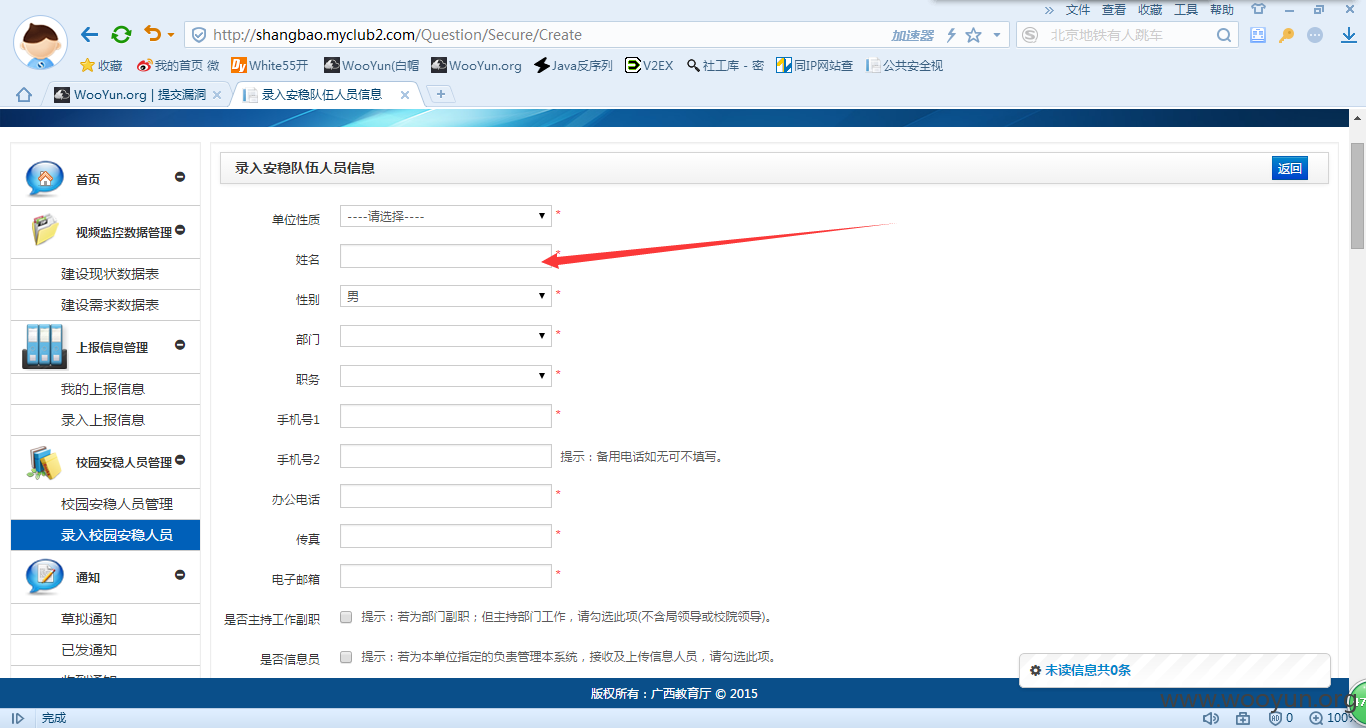 » 文件 查看 收藏 工具 帮助
http://shangbao.myclub2.com/Question/Secure/Create 加速器 北京地铁有人跳车
收藏 我的首页 微 White55开 WooYun(白帽 WooYun.org Java反序列 V2EX 社工库 - 密 同IP网站查 公共安全视
WooYun.org | 提交漏洞 × 录入安稳队伍人员信息 × +
首页
视频监控数据管理
建设现状数据表
建设需求数据表
上报信息管理
我的上报信息
录入上报信息
校园安稳人员管理
校园安稳人员管理
录入校园安稳人员
通知
草拟通知
已发通知
录入安稳队伍人员信息 返回
单位性质 ----请选择---- *
姓名 *
性别 男 *
部门 *
职务 *
手机号1 *
手机号2 提示：备用电话如无可不填写。
办公电话 *
传真 *
电子邮箱 *
是否主持工作副职 提示：若为部门副职；但主持部门工作，请勾选此项(不含局领导或校院领导)。
是否信息员 提示：若为本单位指定的负责管理本系统，接收及上传信息人员，请勾选此项。
未读信息共0条
版权所有：广西教育厅 © 2015
www.wooyun.org
完成 0 100%